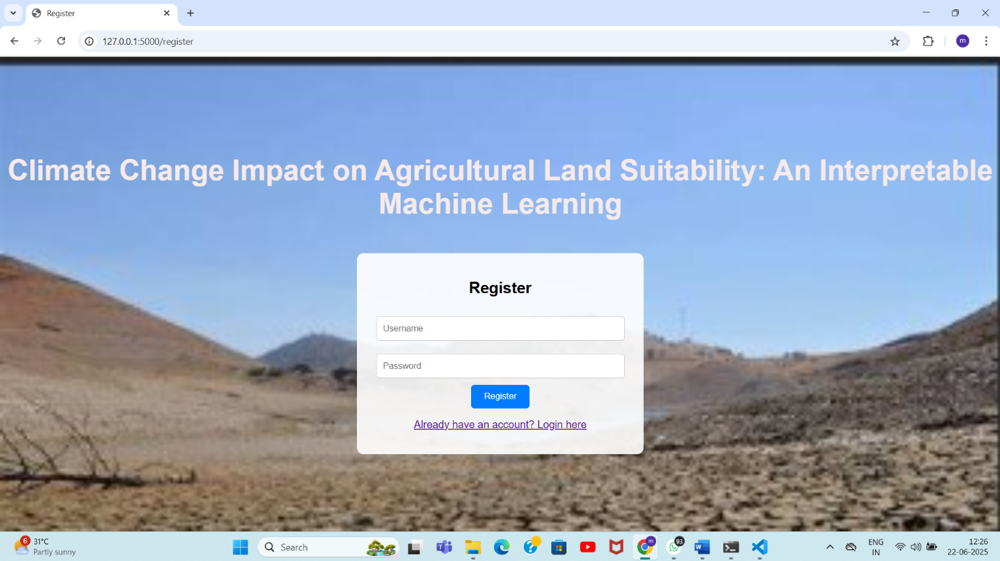 Register
127.0.0.1:5000/register
m
Climate Change Impact on Agricultural Land Suitability: An Interpretable
Machine Learning
Register
Username
Password
Register
Already have an account? Login here
6
31°C
Partly sunny
Search
m
93
ENG
IN
12:26
22-06-2025